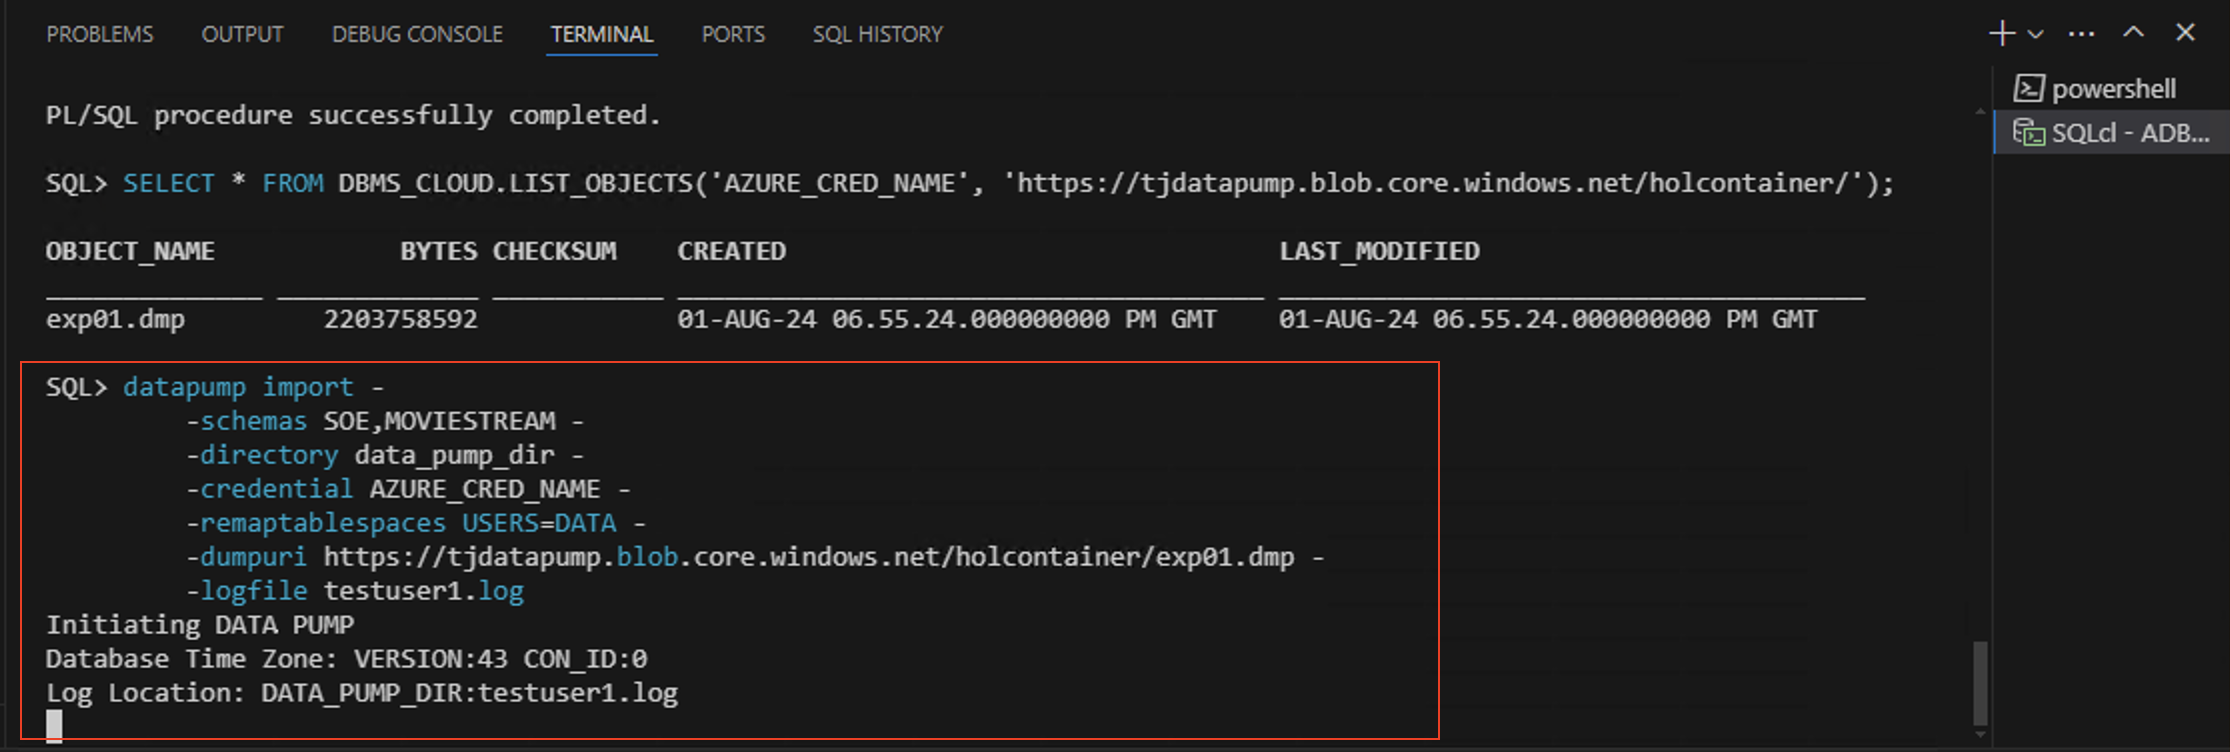 PROBLEMS OUTPUT DEBUG CONSOLE TERMINAL PORTS SQL HISTORY
powershell
SQLcl - ADB...
PL/SQL procedure successfully completed.
SQL> SELECT * FROM DBMS_CLOUD.LIST_OBJECTS('AZURE_CRED_NAME', 'https://tjdatapump.blob.core.windows.net/holcontainer/');
OBJECT_NAME BYTES CHECKSUM CREATED LAST_MODIFIED
exp01.dmp 2203758592 01-AUG-24 06.55.24.000000000 PM GMT 01-AUG-24 06.55.24.000000000 PM GMT
SQL> datapump import -
-schemas SOE,MOVIESTREAM -
-directory data_pump_dir -
-credential AZURE_CRED_NAME -
-remaptablespaces USERS=DATA -
-dumpuri https://tjdatapump.blob.core.windows.net/holcontainer/exp01.dmp -
-logfile testuser1.log
Initiating DATA PUMP
Database Time Zone: VERSION:43 CON_ID:0
Log Location: DATA_PUMP_DIR:testuser1.log